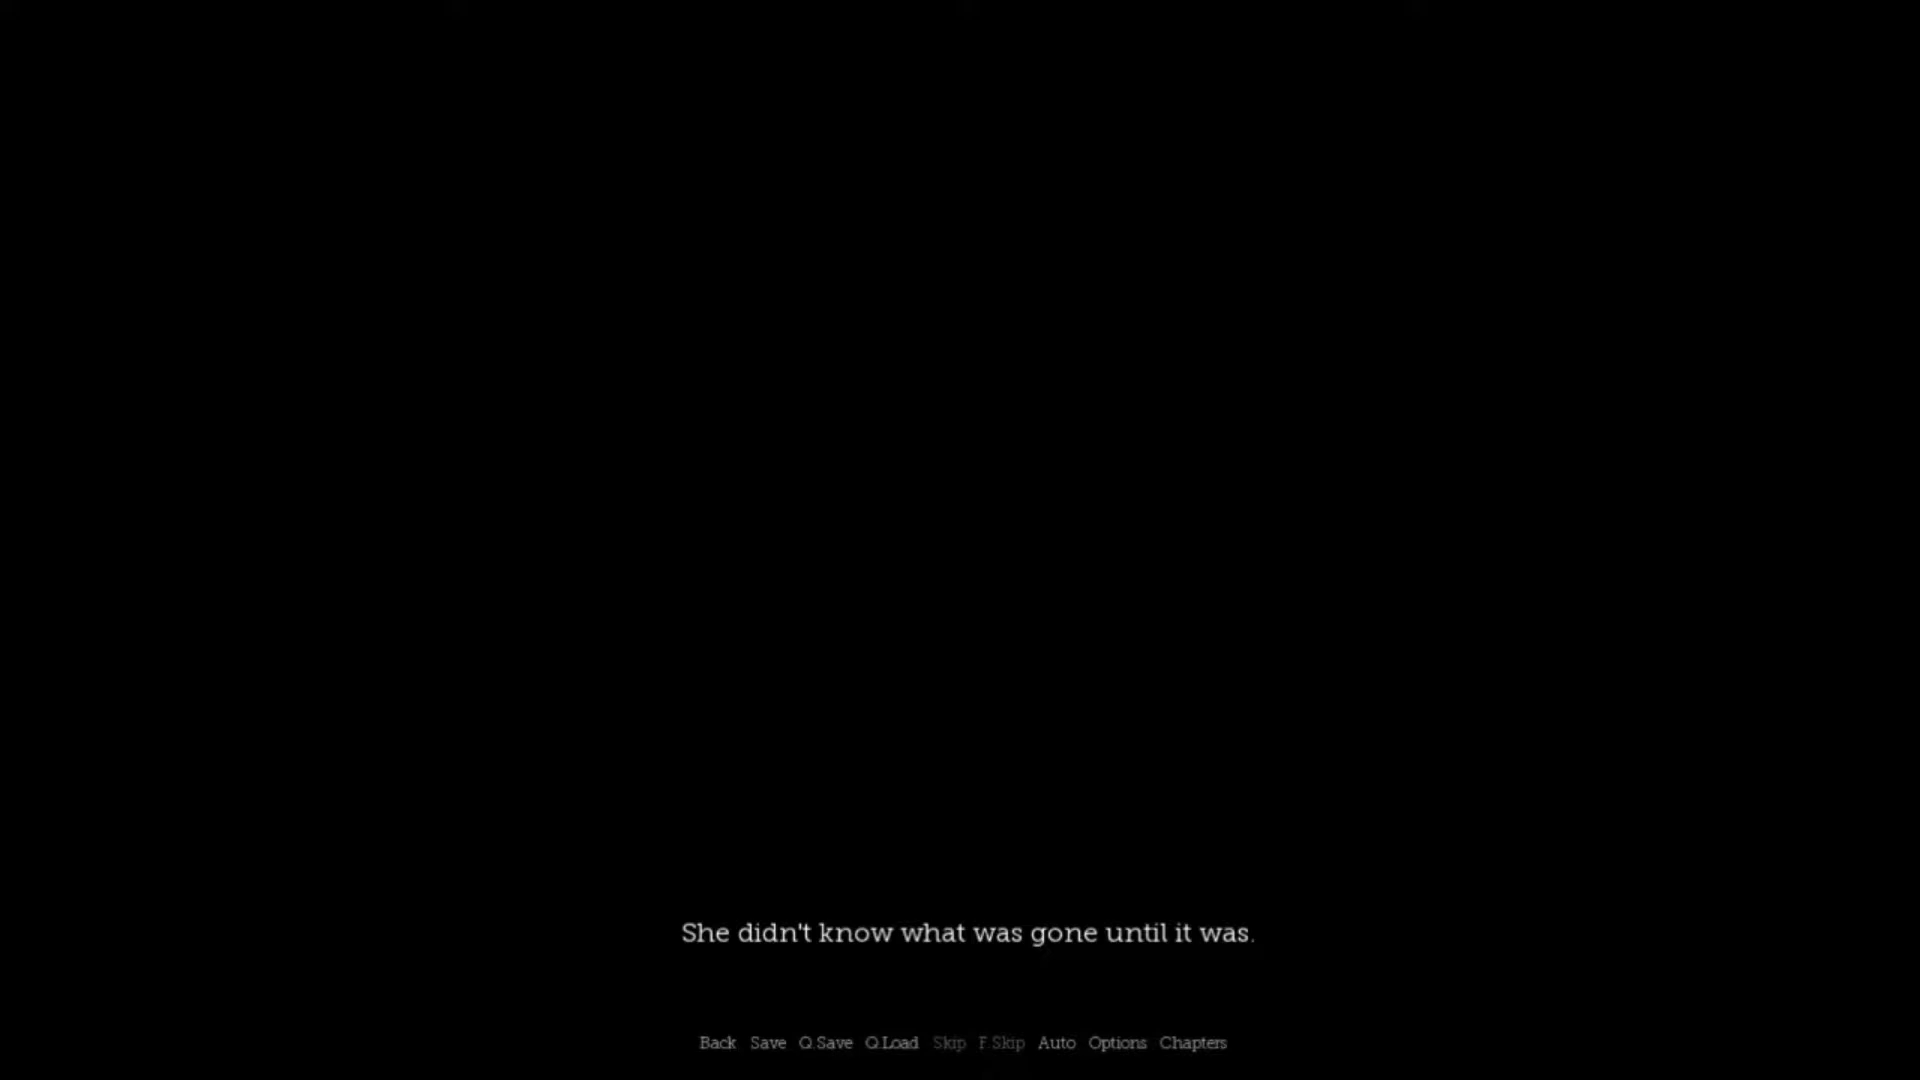 She didn't know what was gone until it was.
Back Save Q.Save Q.Load Skip F.Skip Auto Options Chapters